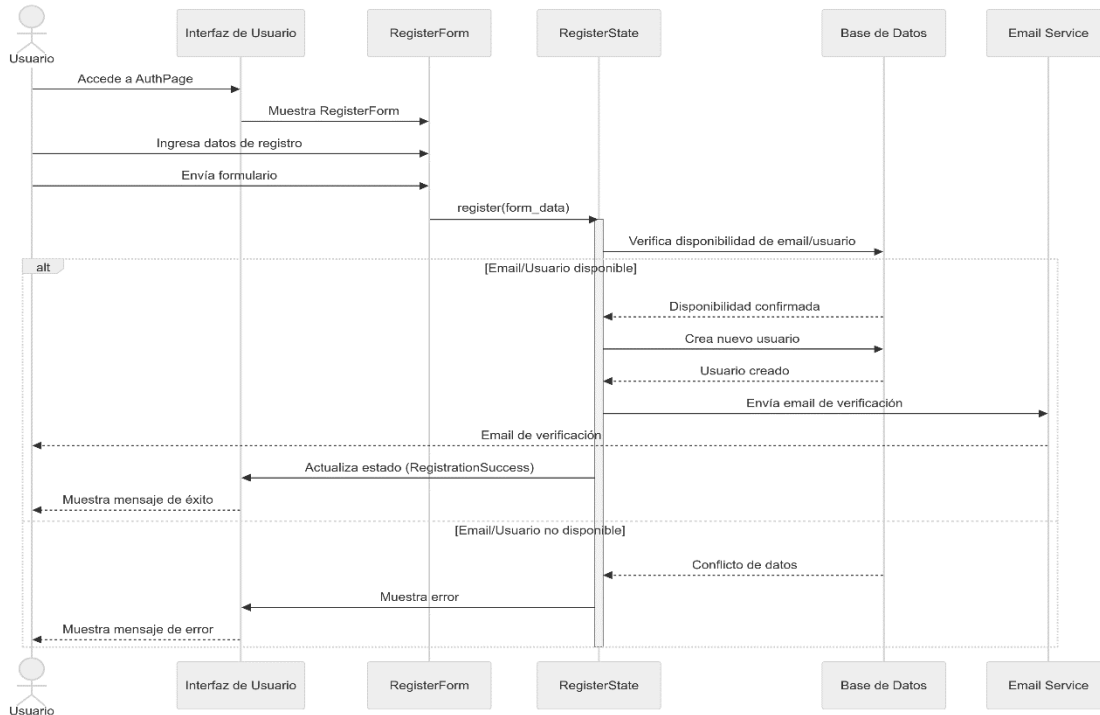 Usuario
Interfaz de Usuario
RegisterForm
RegisterState
Base de Datos
Email Service
Accede a AuthPage
Muestra RegisterForm
Ingresa datos de registro
Envía formulario
register(form_data)
Verifica disponibilidad de email/usuario
alt
[Email/Usuario disponible]
Disponibilidad confirmada
Crea nuevo usuario
Usuario creado
Envía email de verificación
Email de verificación
Actualiza estado (RegistrationSuccess)
Muestra mensaje de éxito
[Email/Usuario no disponible]
Conflicto de datos
Muestra error
Muestra mensaje de error
Usuario
Interfaz de Usuario
RegisterForm
RegisterState
Base de Datos
Email Service